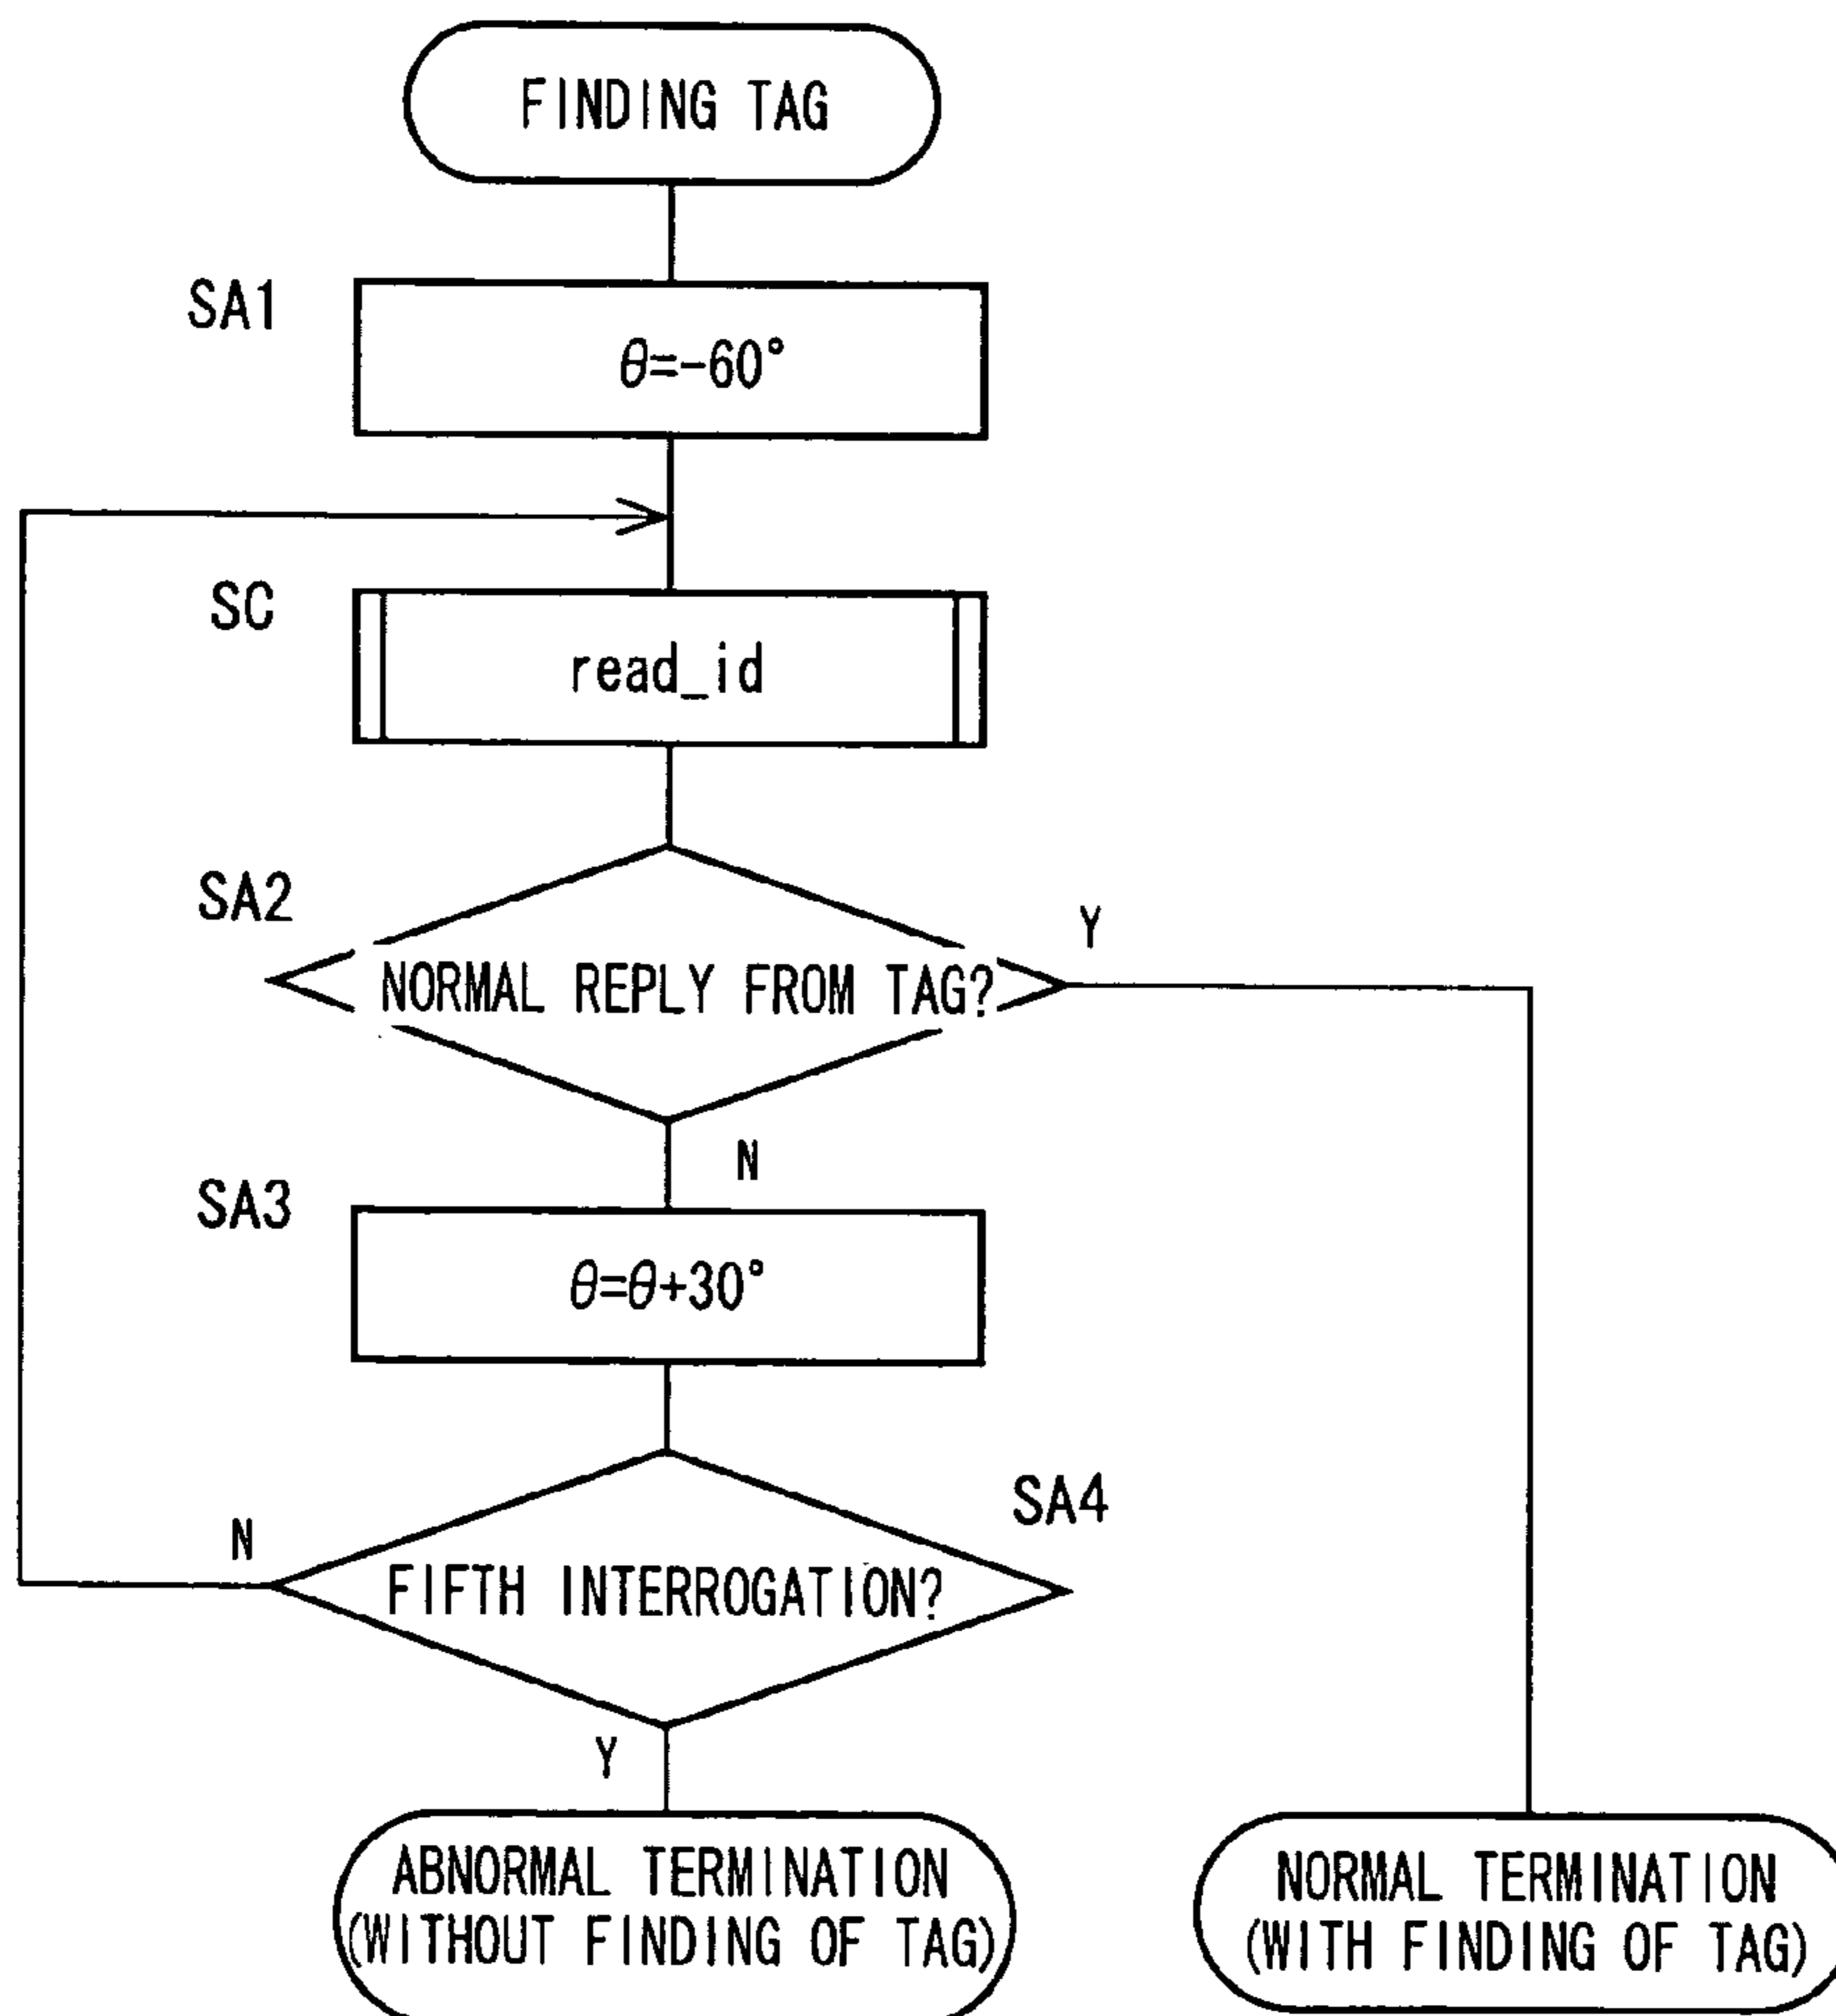 FINDING TAG
SA1
θ=-60°
SC
read_id
SA2
Y
NORMAL REPLY FROM TAG?
N
SA3
θ=θ+30°
SA4
N
FIFTH INTERROGATION?
Y
ABNORMAL TERMINATION
(WITHOUT FINDING OF TAG)
NORMAL TERMINATION
(WITH FINDING OF TAG)